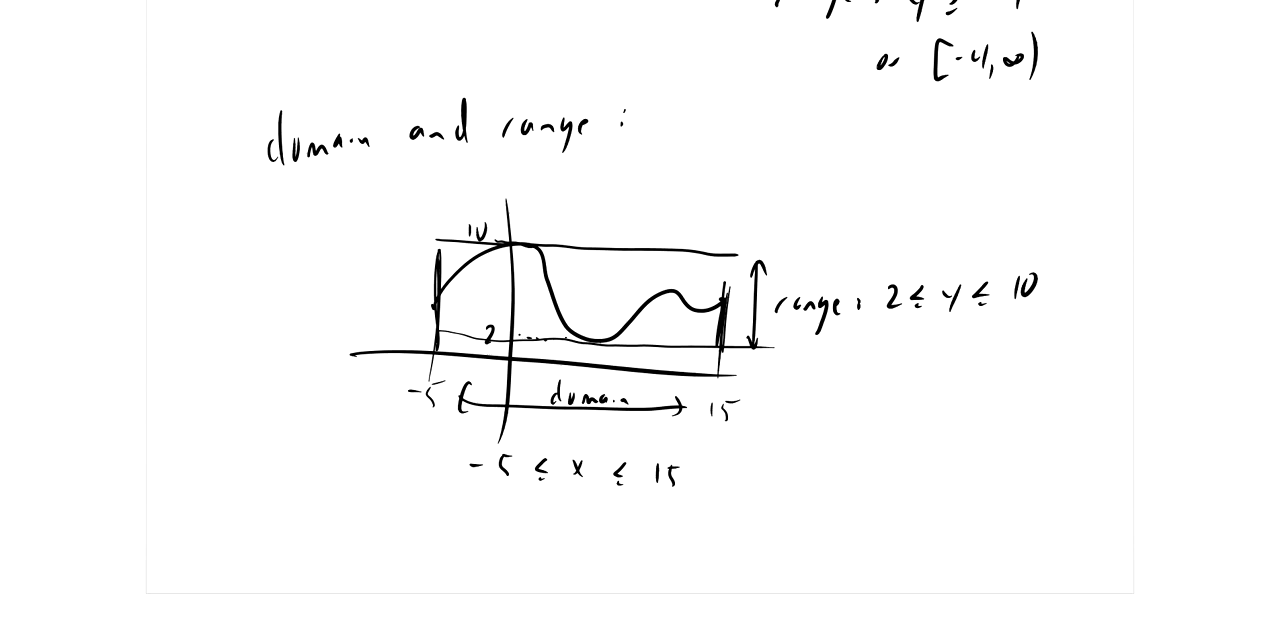 or [-4, ∞)
domain and range :
10
2
range: 2 ≤ y ≤ 10
-5
domain
15
-5 ≤ x ≤ 15